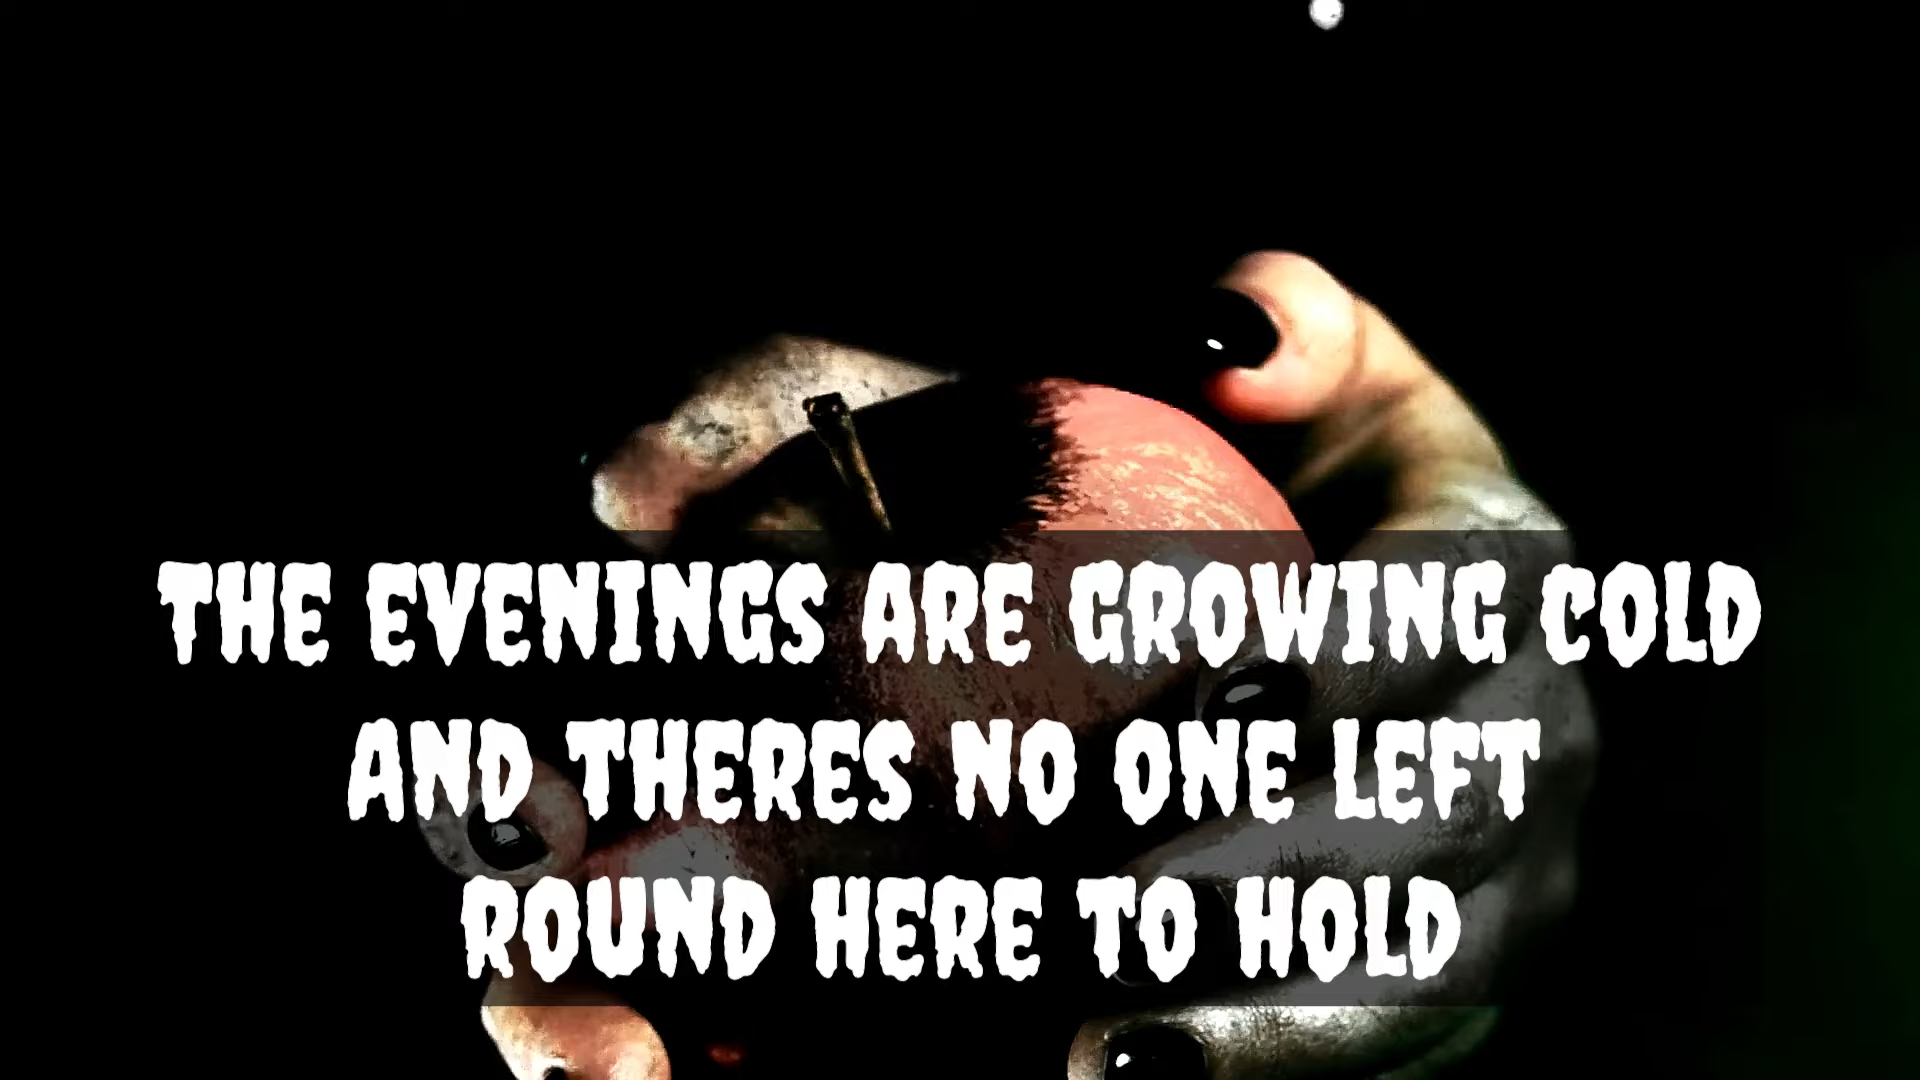 THE EVENINGS ARE GROWING COLD
AND THERES NO ONE LEFT
ROUND HERE TO HOLD